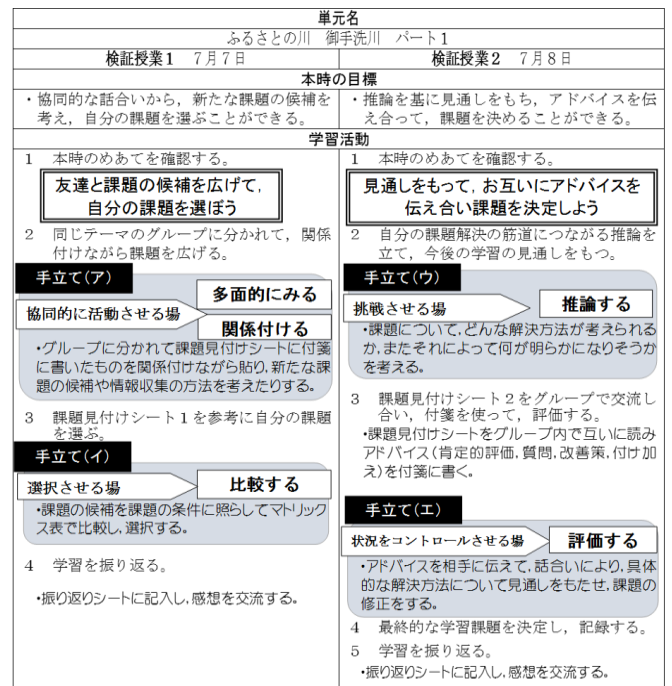 単元名
ふるさとの川　御手洗川　パート1
検証授業1　7月7日
検証授業2　7月8日
本時の目標
・協同的な話合いから，新たな課題の候補を
考え，自分の課題を選ぶことができる。
・推論を基に見通しをもち，アドバイスを伝
え合って，課題を決めることができる。
学習活動
1　本時のめあてを確認する。
友達と課題の候補を広げて，
自分の課題を選ぼう
2　同じテーマのグループに分かれて，関係
付けながら課題を広げる。
手立て(ア)
多面的にみる
協同的に活動させる場
関係付ける
・グループに分かれて課題見付けシートに付箋
に書いたものを関係付けながら貼り，新たな課
題の候補や情報収集の方法を考えたりする。
3　課題見付けシート1を参考に自分の課題
を選ぶ。
手立て(イ)
選択させる場
比較する
・課題の候補を課題の条件に照らしてマトリック
ス表で比較し，選択する。
4　学習を振り返る。
・振り返りシートに記入し，感想を交流する。
1　本時のめあてを確認する。
見通しをもって，お互いにアドバイスを
伝え合い課題を決定しよう
2　自分の課題解決の筋道につながる推論を
立て，今後の学習の見通しをもつ。
手立て(ウ)
挑戦させる場
推論する
・課題について，どんな解決方法が考えられる
か，またそれによって何が明らかになりそうか
を考える。
3　課題見付けシート2をグループで交流し
合い，付箋を使って，評価する。
・課題見付けシートをグループ内で互いに読み
アドバイス(肯定的評価，質問，改善策，付け加
え)を付箋に書く。
手立て(エ)
状況をコントロールさせる場
評価する
・アドバイスを相手に伝えて，話合いにより，具体
的な解決方法について見通しをもたせ，課題の
修正をする。
4　最終的な学習課題を決定し，記録する。
5　学習を振り返る。
・振り返りシートに記入し，感想を交流する。